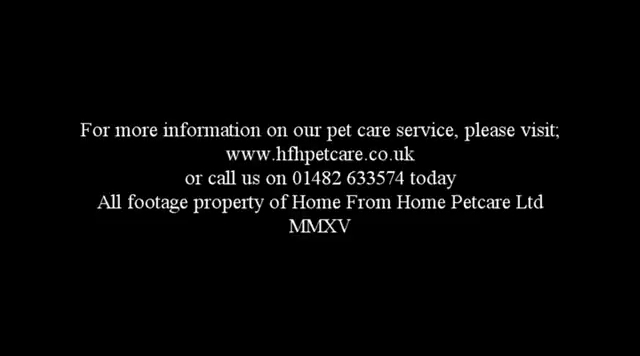 For more information on our pet care service, please visit;
www.hfhpetcare.co.uk
or call us on 01482 633574 today
All footage property of Home From Home Petcare Ltd
MMXV